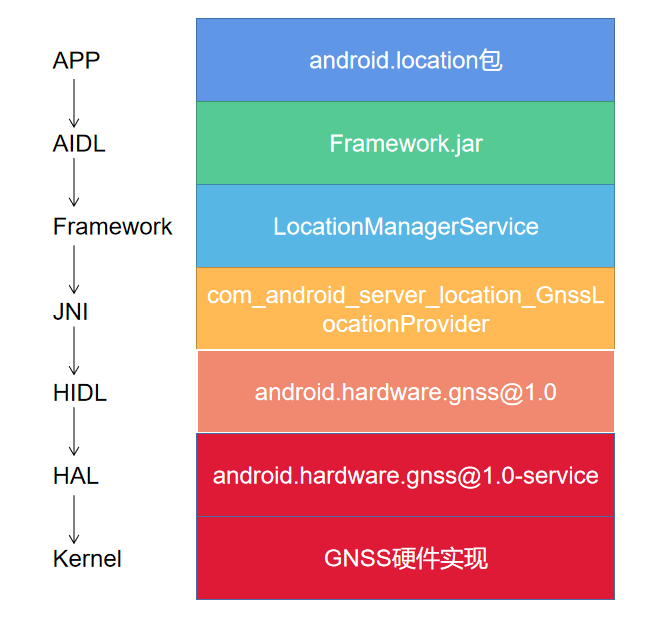 APP
android.location包
AIDL
Framework.jar
Framework
LocationManagerService
JNI
com_android_server_location_GnssL
ocationProvider
HIDL
android.hardware.gnss@1.0
HAL
android.hardware.gnss@1.0-service
Kernel
GNSS硬件实现